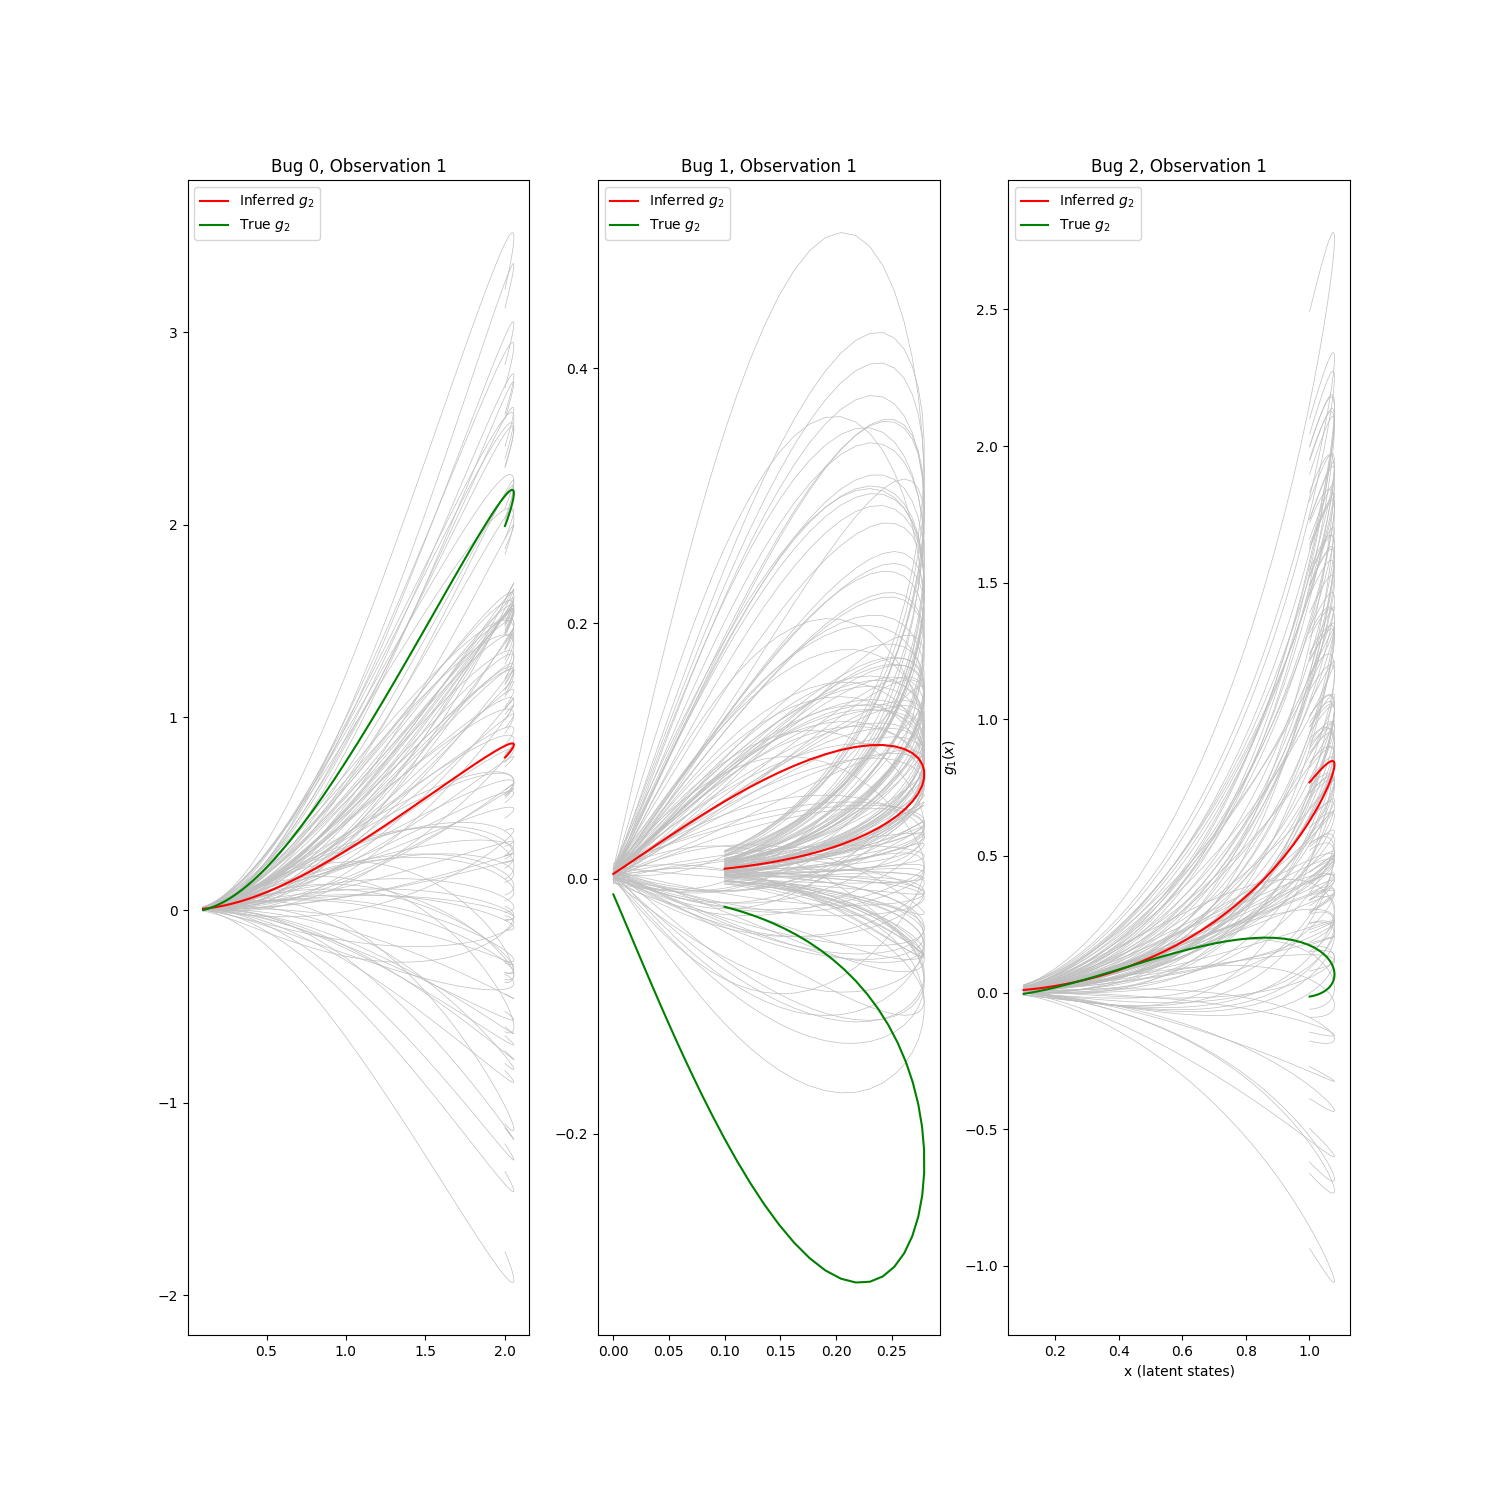 Bug 0, Observation 1
Inferred g₂
True g₂
3
2
1
0
−1
−2
0.5 1.0 1.5 2.0
Bug 1, Observation 1
Inferred g₂
True g₂
0.4
0.2
0.0
−0.2
0.00 0.05 0.10 0.15 0.20 0.25
Bug 2, Observation 1
Inferred g₂
True g₂
g₁(x)
2.5
2.0
1.5
1.0
0.5
0.0
−0.5
−1.0
0.2 0.4 0.6 0.8 1.0
x (latent states)